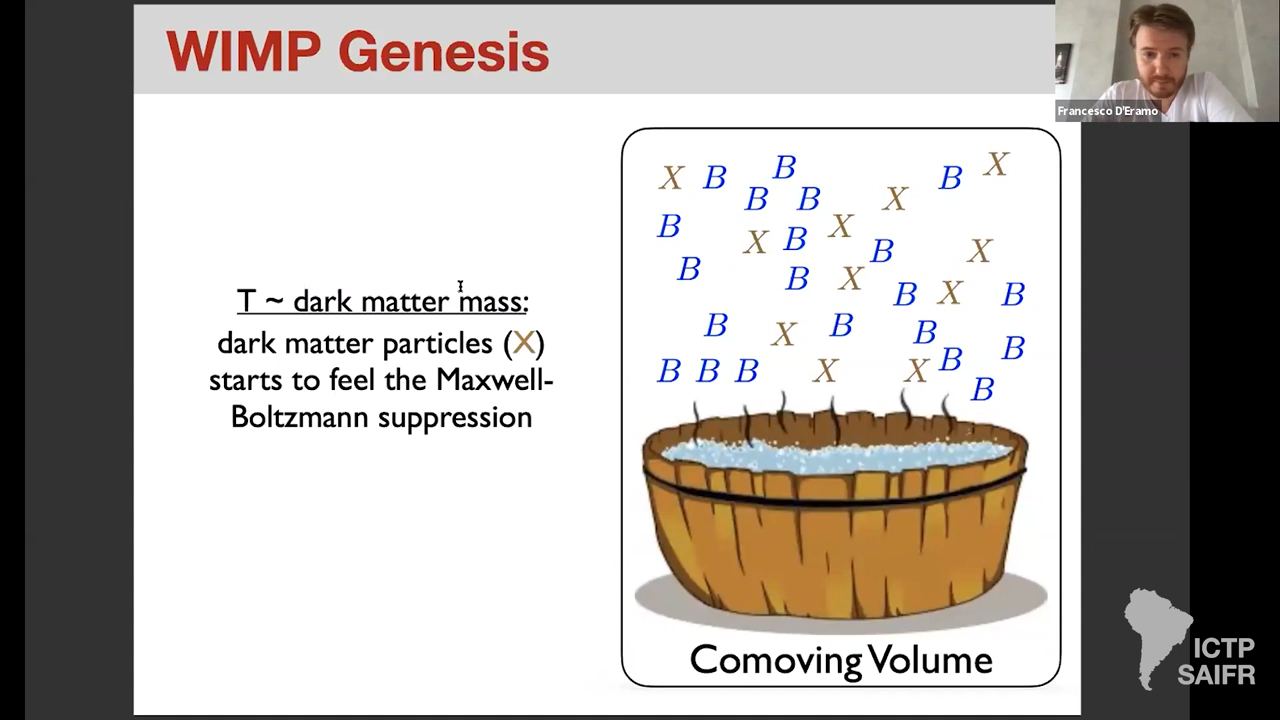 WIMP Genesis
Francesco D'Eramo
T ~ dark matter mass:
dark matter particles (X)
starts to feel the Maxwell-
Boltzmann suppression
X B B B B B X
B X B X X B X
B B X B X B
B X B B B B
B B B X X B
Comoving Volume
ICTP
SAIFR